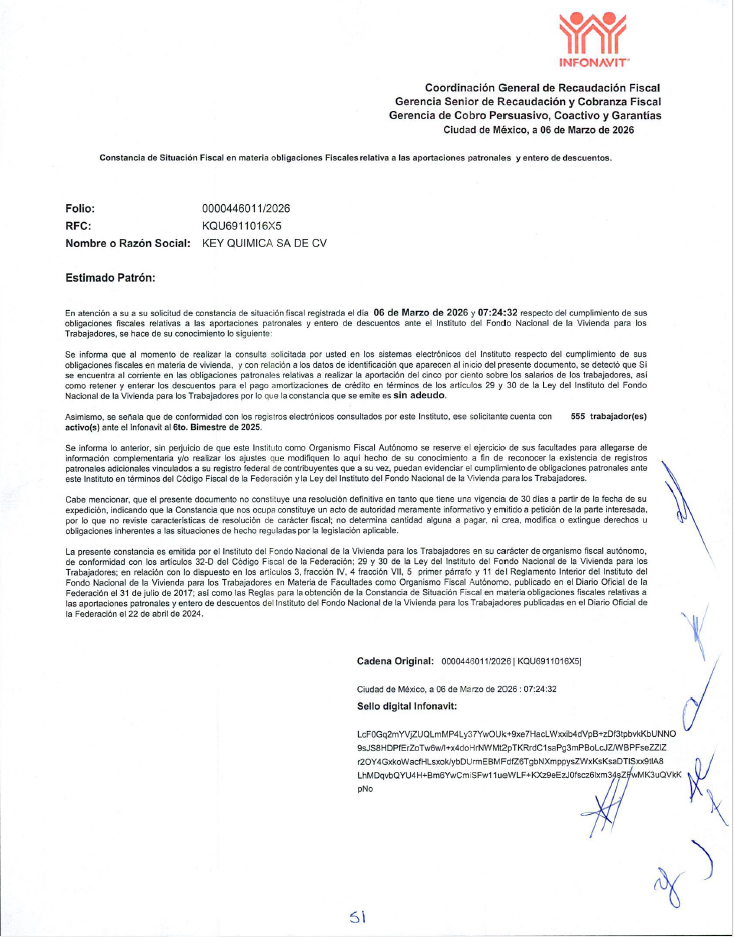 INFONAVIT
Coordinación General de Recaudación Fiscal
Gerencia Senior de Recaudación y Cobranza Fiscal
Gerencia de Cobro Persuasivo, Coactivo y Garantías
Ciudad de México, a 06 de Marzo de 2026
Constancia de Situación Fiscal en materia obligaciones Fiscales relativa a las aportaciones patronales y entero de descuentos.
Folio: 0000446011/2026
RFC: KQU6911016X5
Nombre o Razón Social: KEY QUIMICA SA DE CV
Estimado Patrón:
En atención a su a su solicitud de constancia de situación fiscal registrada el día 06 de Marzo de 2026 y 07:24:32 respecto del cumplimiento de sus
obligaciones fiscales relativas a las aportaciones patronales y entero de descuentos ante el Instituto del Fondo Nacional de la Vivienda para los
Trabajadores, se hace de su conocimiento lo siguiente:
Se informa que al momento de realizar la consulta solicitada por usted en los sistemas electrónicos del Instituto respecto del cumplimiento de sus
obligaciones fiscales en materia de vivienda, y con relación a los datos de identificación que aparecen al inicio del presente documento, se detectó que Sí
se encuentra al corriente en las obligaciones patronales relativas a realizar la aportación del cinco por ciento sobre los salarios de los trabajadores, así
como retener y enterar los descuentos para el pago amortizaciones de crédito en términos de los artículos 29 y 30 de la Ley del Instituto del Fondo
Nacional de la Vivienda para los Trabajadores por lo que la constancia que se emite es sin adeudo.
Asimismo, se señala que de conformidad con los registros electrónicos consultados por este Instituto, ese solicitante cuenta con 555 trabajador(es)
activo(s) ante el Infonavit al 6to. Bimestre de 2025.
Se informa lo anterior, sin perjuicio de que este Instituto como Organismo Fiscal Autónomo se reserve el ejercicio de sus facultades para allegarse de
información complementaria y/o realizar los ajustes que modifiquen lo aquí hecho de su conocimiento a fin de reconocer la existencia de registros
patronales adicionales vinculados a su registro federal de contribuyentes que a su vez, puedan evidenciar el cumplimiento de obligaciones patronales ante
este Instituto en términos del Código Fiscal de la Federación y la Ley del Instituto del Fondo Nacional de la Vivienda para los Trabajadores.
Cabe mencionar, que el presente documento no constituye una resolución definitiva en tanto que tiene una vigencia de 30 días a partir de la fecha de su
expedición, indicando que la Constancia que nos ocupa constituye un acto de autoridad meramente informativo y emitido a petición de la parte interesada,
por lo que no reviste características de resolución de carácter fiscal; no determina cantidad alguna a pagar, ni crea, modifica o extingue derechos u
obligaciones inherentes a las situaciones de hecho reguladas por la legislación aplicable.
La presente constancia es emitida por el Instituto del Fondo Nacional de la Vivienda para los Trabajadores en su carácter de organismo fiscal autónomo,
de conformidad con los artículos 32-D del Código Fiscal de la Federación; 29 y 30 de la Ley del Instituto del Fondo Nacional de la Vivienda para los
Trabajadores; en relación con lo dispuesto en los artículos 3, fracción IV, 4 fracción VII, 5 primer párrafo y 11 del Reglamento Interior del Instituto del
Fondo Nacional de la Vivienda para los Trabajadores en Materia de Facultades como Organismo Fiscal Autónomo, publicado en el Diario Oficial de la
Federación el 31 de julio de 2017; así como las Reglas para la obtención de la Constancia de Situación Fiscal en materia obligaciones fiscales relativas a
las aportaciones patronales y entero de descuentos del Instituto del Fondo Nacional de la Vivienda para los Trabajadores publicadas en el Diario Oficial de
la Federación el 22 de abril de 2024.
Cadena Original: 0000446011/2026| KQU6911016X5|
Ciudad de México, a 06 de Marzo de 2026 : 07:24:32
Sello digital Infonavit:
LcF0Gq2mYVjZUQLmMP4Ly37YwOUk+9xe7HacLWxxib4dVpB+zDf3tpbvkKbUNNO
9sJS8HDPfErZoTw6w/l+x4doHrNWMt2pTKRrdC1saPg3mPBoLcJZ/WBPFseZZIZ
r2OY4GxkoWacfHLsxok/ybDUrmEBMFdfZ6TgbNXmppysZWxKsKsaDTISxx9tIA8
LhMDqvbQYU4H+Bm6YwCmiSFw11ueWLF+KXz9eEzJ0fscz6lxm34sZFwMK3uQVkK
pNo
51